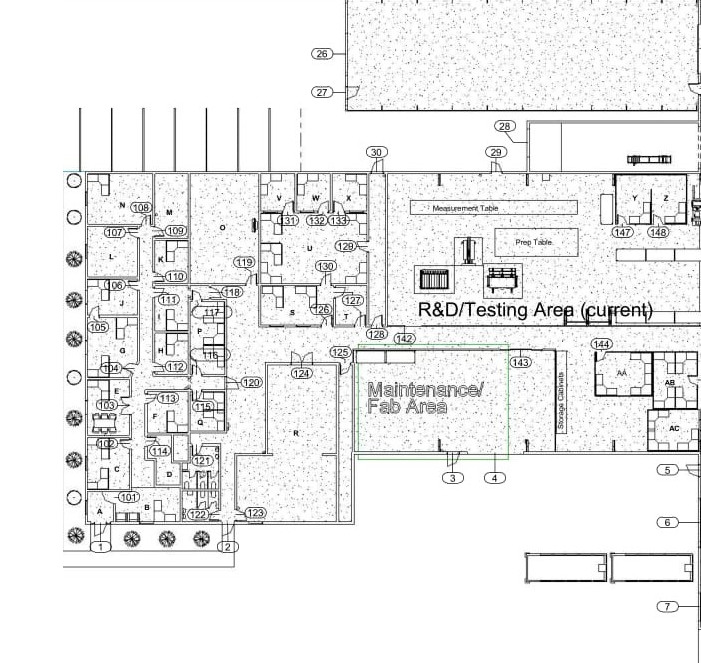 26
27
28
30
29
N
108
M
V
W
X
Y
Z
131
132
133
Measurement Table
147
148
107
109
O
U
129
Prep Table
L
K
119
130
110
106
118
J
111
127
S
126
T
R&D/Testing Area (current)
117
I
105
P
128
142
G
H
116
125
143
144
104
112
124
AA
120
AB
E
113
Maintenance/
Fab Area
Storage Cabinets
103
115
F
Q
R
AC
102
114
121
C
D
3
4
5
101
A
B
122
123
6
1
2
7